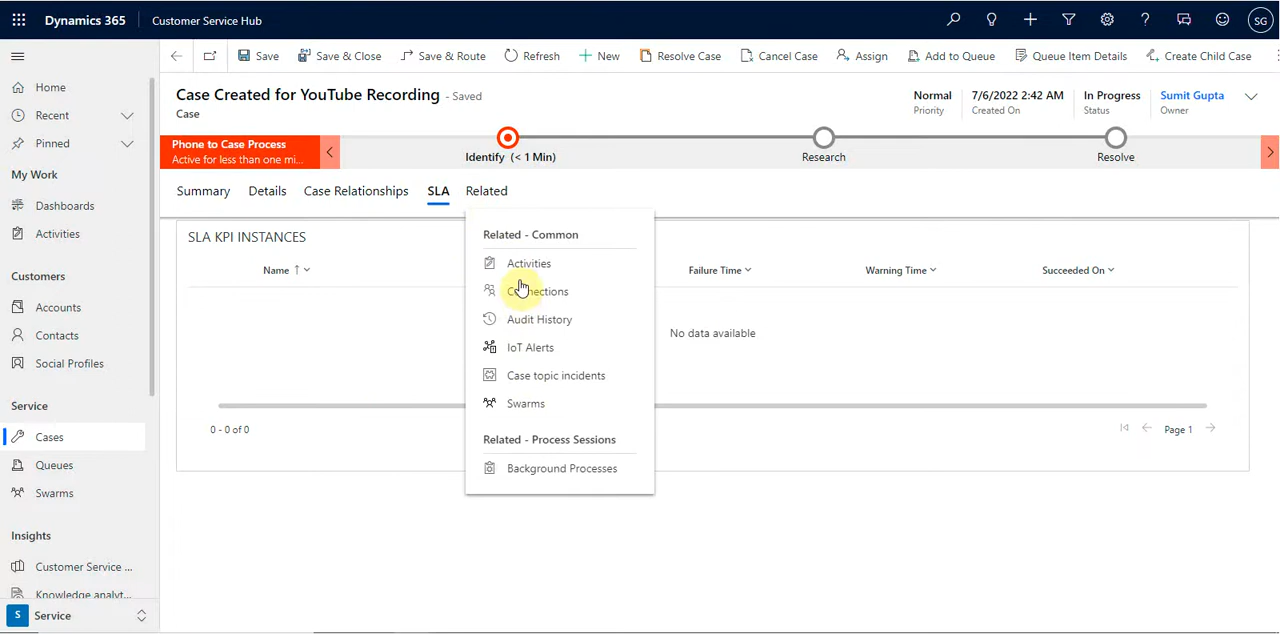 Dynamics 365
Customer Service Hub
SG
Save
Save & Close
Save & Route
Refresh
New
Resolve Case
Cancel Case
Assign
Add to Queue
Queue Item Details
Create Child Case
Home
Recent
Pinned
My Work
Dashboards
Activities
Customers
Accounts
Contacts
Social Profiles
Service
Cases
Queues
Swarms
Insights
Customer Service ...
Knowledge analyt...
S Service
Case Created for YouTube Recording - Saved
Case
Normal
Priority
7/6/2022 2:42 AM
Created On
In Progress
Status
Sumit Gupta
Owner
Phone to Case Process
Active for less than one mi...
Identify (< 1 Min)
Research
Resolve
Summary
Details
Case Relationships
SLA
Related
SLA KPI INSTANCES
Name
Failure Time
Warning Time
Succeeded On
No data available
0 - 0 of 0
Page 1
Related - Common
Activities
Audit History
IoT Alerts
Case topic incidents
Swarms
Related - Process Sessions
Background Processes